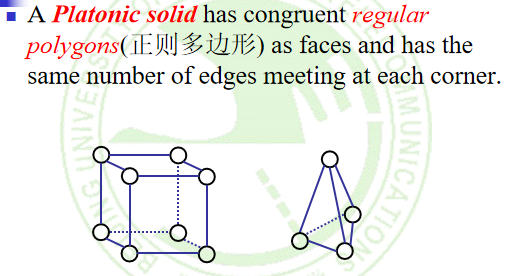 A Platonic solid has congruent regular
polygons(正则多边形) as faces and has the
same number of edges meeting at each corner.